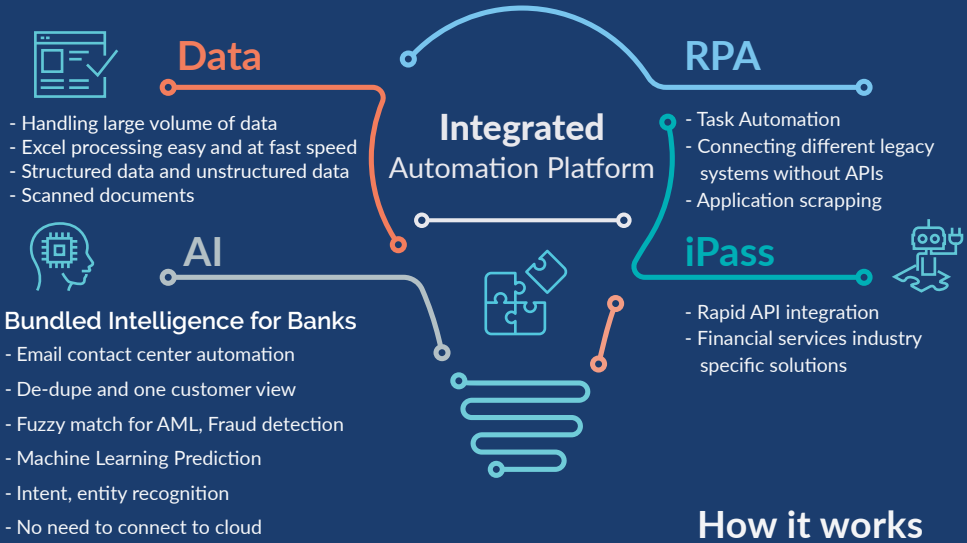 Data
- Handling large volume of data
- Excel processing easy and at fast speed
- Structured data and unstructured data
- Scanned documents
AI
Bundled Intelligence for Banks
- Email contact center automation
- De-dupe and one customer view
- Fuzzy match for AML, Fraud detection
- Machine Learning Prediction
- Intent, entity recognition
- No need to connect to cloud
Integrated
Automation Platform
RPA
- Task Automation
- Connecting different legacy
systems without APIs
- Application scrapping
iPass
- Rapid API integration
- Financial services industry
specific solutions
How it works